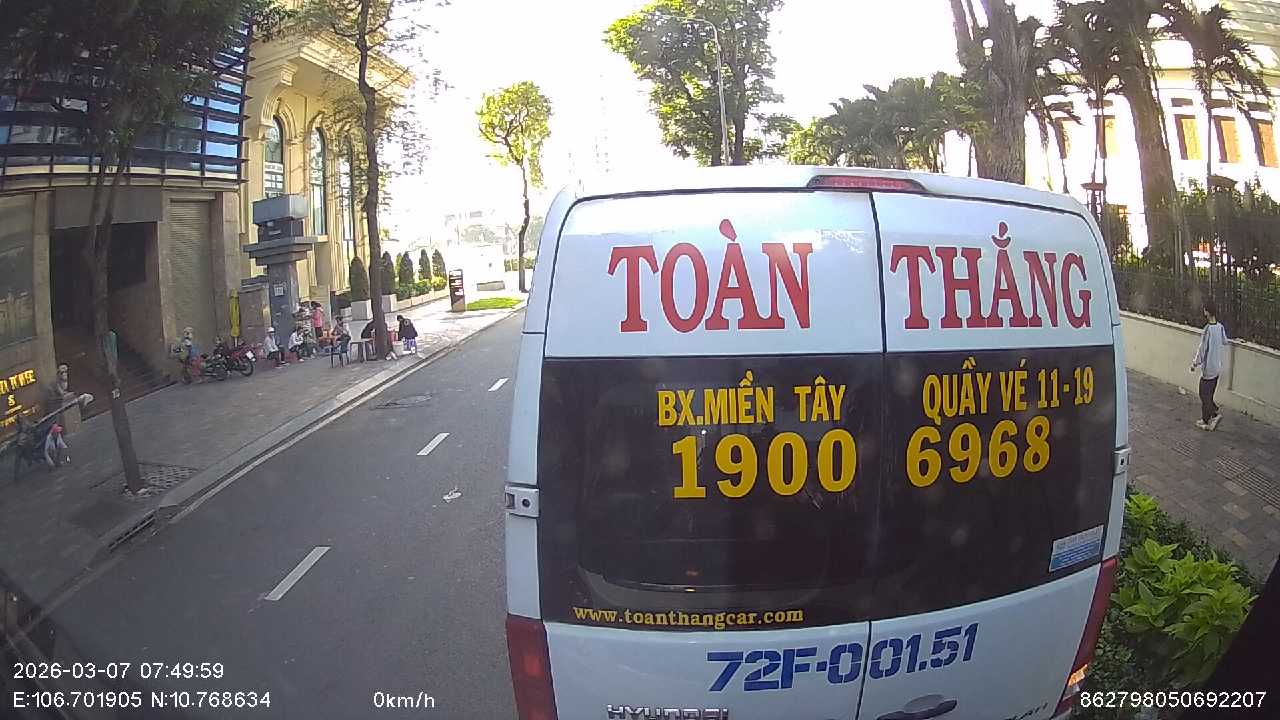 TOÀN THẮNG
BX.MIỀN TÂY QUẦY VÉ 11-19
1900 6968
www.toanthangcar.com
72F-001.51
HYUNDAI
2026-03-07 07:49:59
E:106.701905 N:10.768634 0km/h 862798050692207